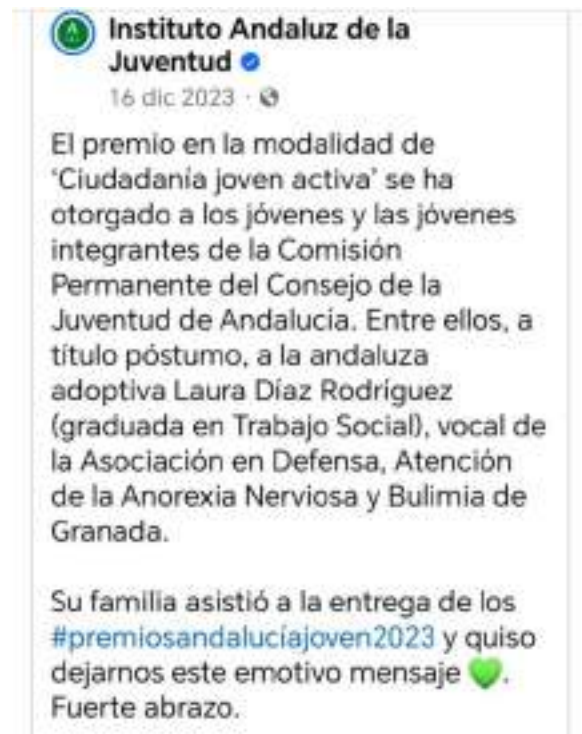 Instituto Andaluz de la
Juventud
16 dic 2023 ·
El premio en la modalidad de
'Ciudadanía joven activa' se ha
otorgado a los jóvenes y las jóvenes
integrantes de la Comisión
Permanente del Consejo de la
Juventud de Andalucía. Entre ellos, a
título póstumo, a la andaluza
adoptiva Laura Díaz Rodríguez
(graduada en Trabajo Social), vocal de
la Asociación en Defensa, Atención
de la Anorexia Nerviosa y Bulimia de
Granada.
Su familia asistió a la entrega de los
#premiosandalucíajoven2023 y quiso
dejarnos este emotivo mensaje 💚.
Fuerte abrazo.